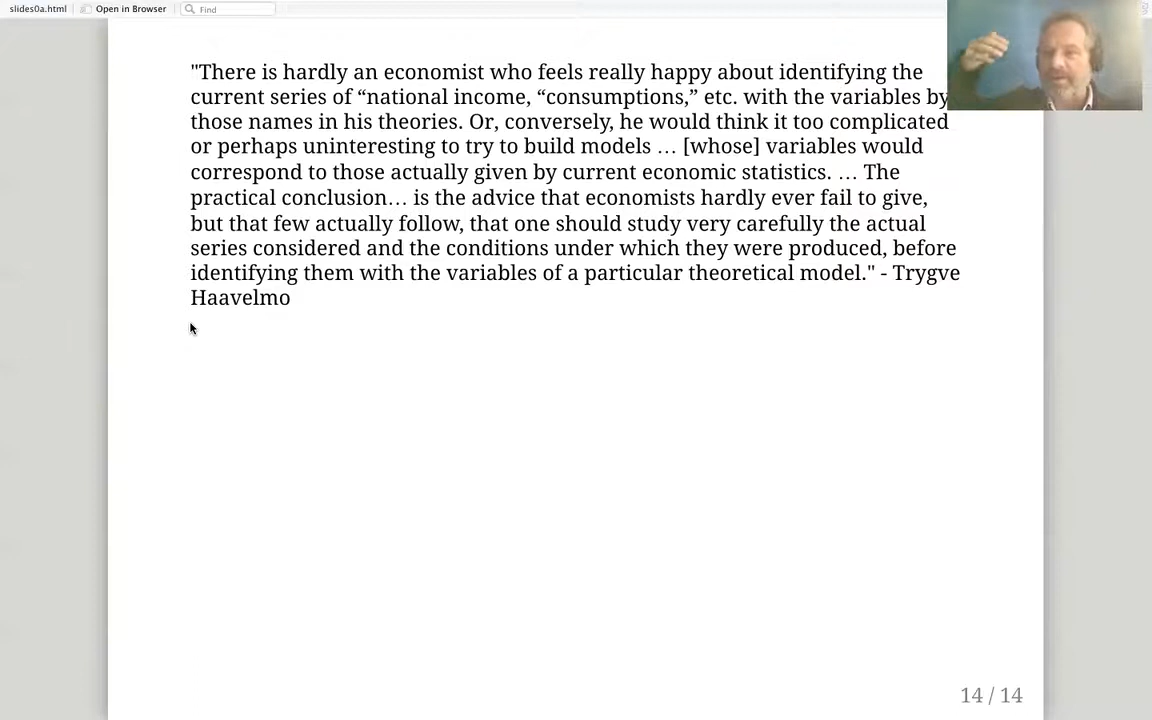 slides0a.html Open in Browser Find
"There is hardly an economist who feels really happy about identifying the
current series of “national income, “consumptions,” etc. with the variables by
those names in his theories. Or, conversely, he would think it too complicated
or perhaps uninteresting to try to build models … [whose] variables would
correspond to those actually given by current economic statistics. … The
practical conclusion… is the advice that economists hardly ever fail to give,
but that few actually follow, that one should study very carefully the actual
series considered and the conditions under which they were produced, before
identifying them with the variables of a particular theoretical model." - Trygve
Haavelmo
14 / 14